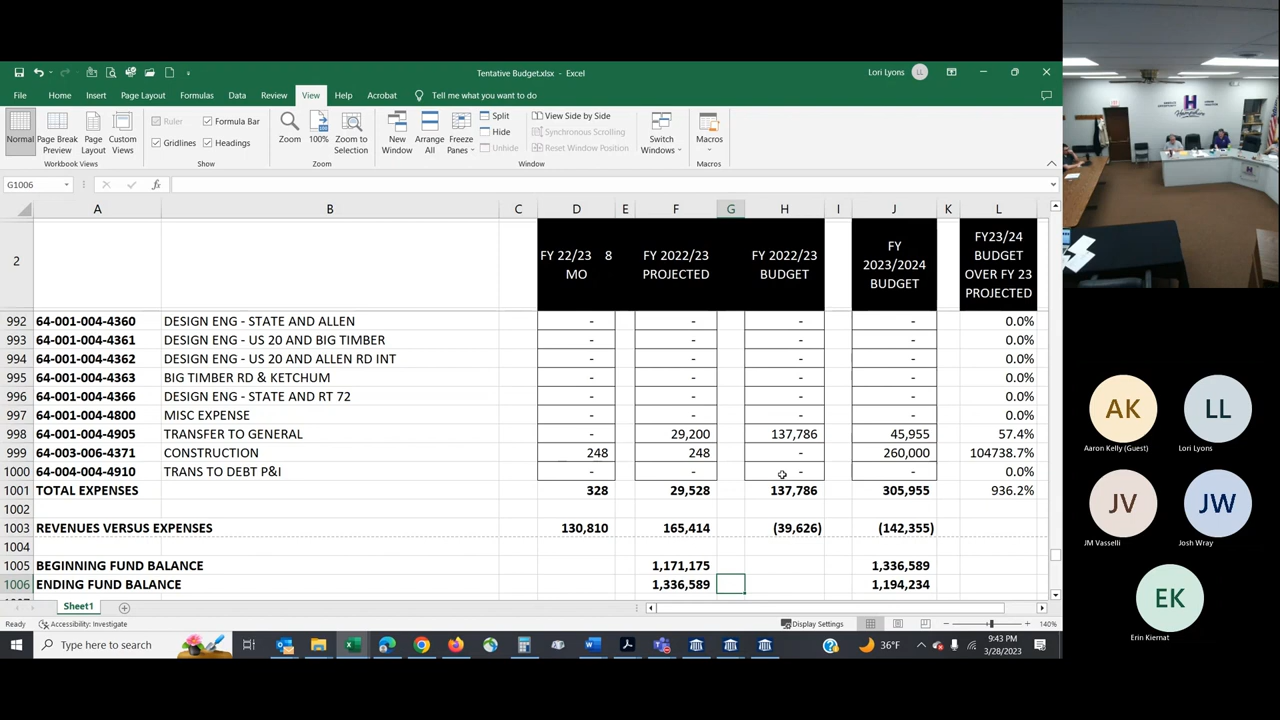 Tentative Budget.xlsx - Excel
Lori Lyons LL
File Home Insert Page Layout Formulas Data Review View Help Acrobat Tell me what you want to do
Normal Page Break Preview Page Layout Custom Views
Workbook Views
Ruler Formula Bar
Gridlines Headings
Show
Zoom 100% Zoom to Selection
Zoom
New Window Arrange All Freeze Panes
Split View Side by Side
Hide Synchronous Scrolling
Unhide Reset Window Position
Window
Switch Windows
Macros
Macros
G1006 fx
A B C D E F G H I J K L
2 FY 22/23 8 MO FY 2022/23 PROJECTED FY 2022/23 BUDGET FY 2023/2024 BUDGET FY23/24 BUDGET OVER FY 23 PROJECTED
992 64-001-004-4360 DESIGN ENG - STATE AND ALLEN - - - - 0.0%
993 64-001-004-4361 DESIGN ENG - US 20 AND BIG TIMBER - - - - 0.0%
994 64-001-004-4362 DESIGN ENG - US 20 AND ALLEN RD INT - - - - 0.0%
995 64-001-004-4363 BIG TIMBER RD & KETCHUM - - - - 0.0%
996 64-001-004-4366 DESIGN ENG - STATE AND RT 72 - - - - 0.0%
997 64-001-004-4800 MISC EXPENSE - - - - 0.0%
998 64-001-004-4905 TRANSFER TO GENERAL - 29,200 137,786 45,955 57.4%
999 64-003-006-4371 CONSTRUCTION 248 248 - 260,000 104738.7%
1000 64-004-004-4910 TRANS TO DEBT P&I - - - - 0.0%
1001 TOTAL EXPENSES 328 29,528 137,786 305,955 936.2%
1002
1003 REVENUES VERSUS EXPENSES 130,810 165,414 (39,626) (142,355)
1004
1005 BEGINNING FUND BALANCE 1,171,175 1,336,589
1006 ENDING FUND BALANCE 1,336,589 1,194,234
Sheet1
Ready Accessibility: Investigate Display Settings 140%
Type here to search 36°F 9:43 PM
3/28/2023
H
AK
Aaron Kelly (Guest)
LL
Lori Lyons
JV
JM Vasselli
JW
Josh Wray
EK
Erin Kiernat